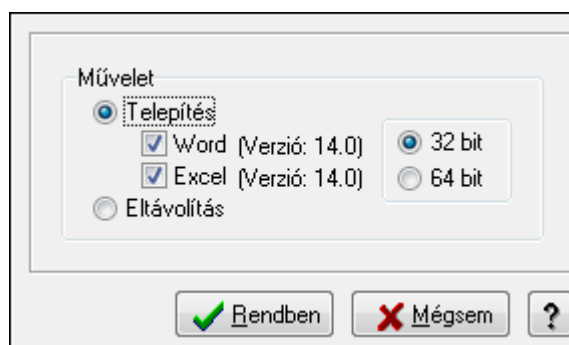 Művelet
Telepítés
Word (Verzió: 14.0)
32 bit
Excel (Verzió: 14.0)
64 bit
Eltávolítás
Rendben
Mégsem
?